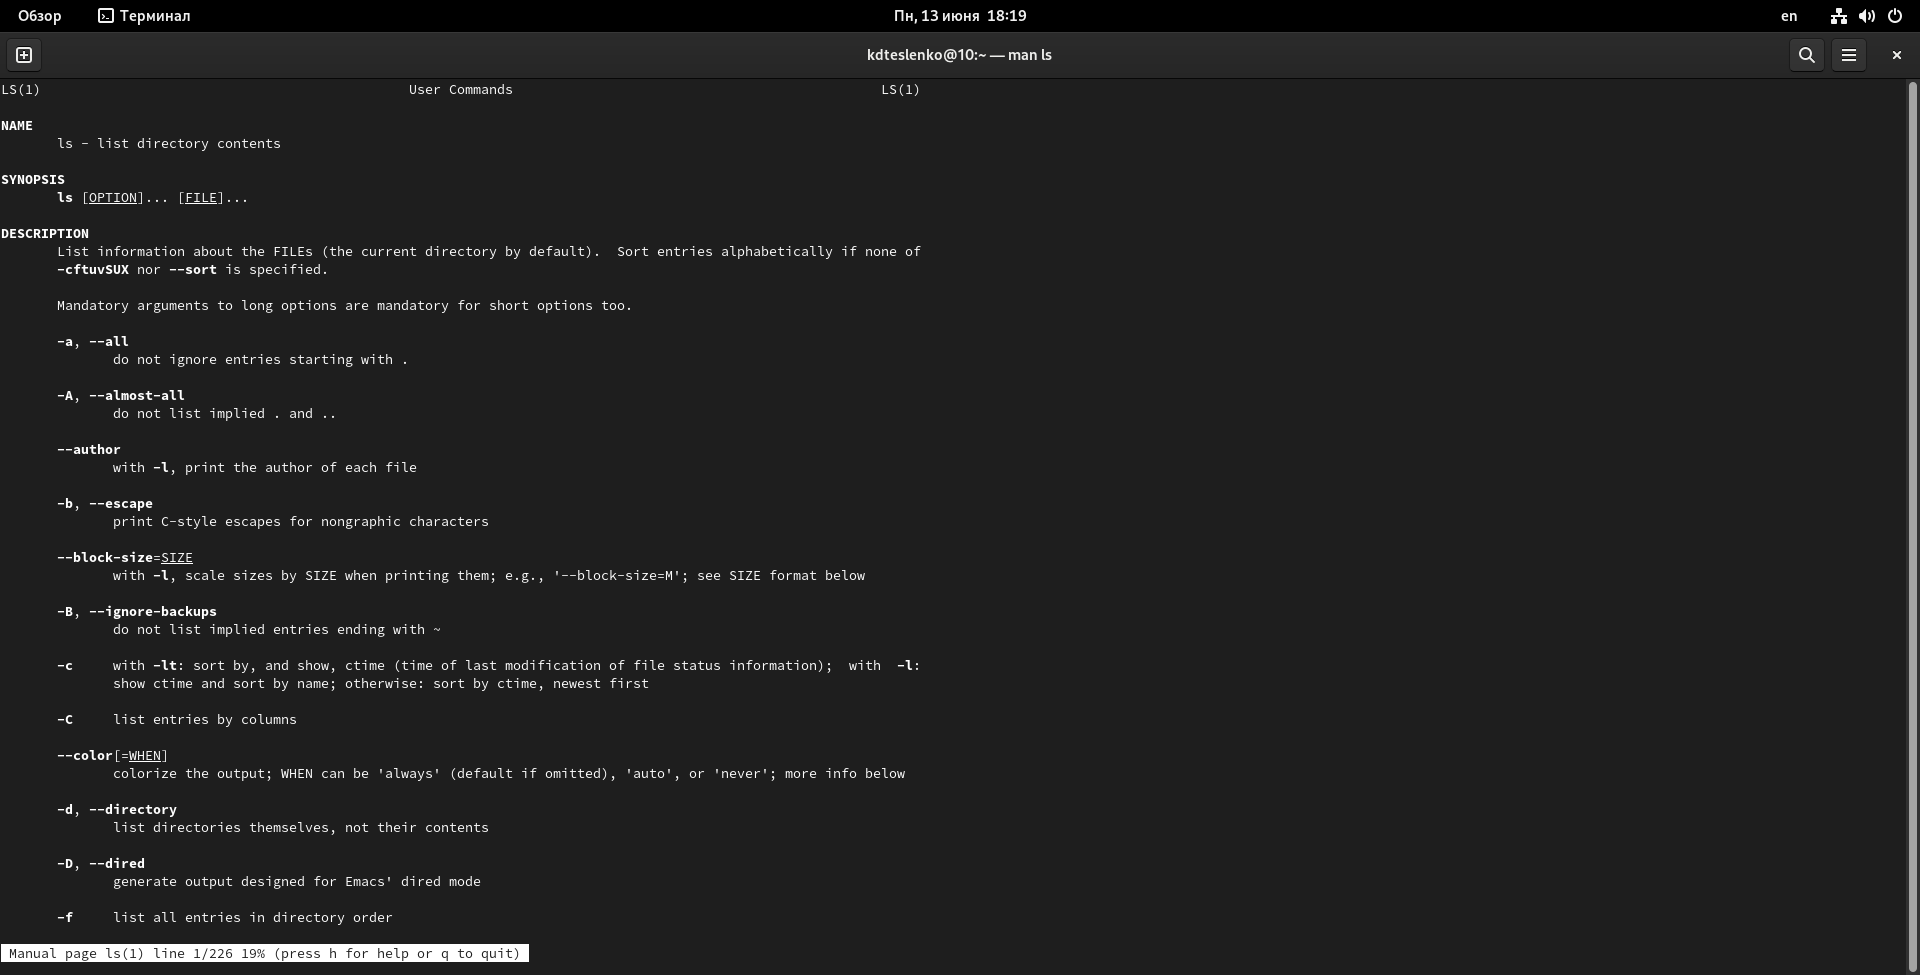 Обзор Терминал Пн, 13 июня 18:19 en
kdteslenko@10:~ — man ls
LS(1) User Commands LS(1)
NAME
ls - list directory contents
SYNOPSIS
ls [OPTION]... [FILE]...
DESCRIPTION
List information about the FILEs (the current directory by default).  Sort entries alphabetically if none of
-cftuvSUX nor --sort is specified.
Mandatory arguments to long options are mandatory for short options too.
-a, --all
do not ignore entries starting with .
-A, --almost-all
do not list implied . and ..
--author
with -l, print the author of each file
-b, --escape
print C-style escapes for nongraphic characters
--block-size=SIZE
with -l, scale sizes by SIZE when printing them; e.g., '--block-size=M'; see SIZE format below
-B, --ignore-backups
do not list implied entries ending with ~
-c with -lt: sort by, and show, ctime (time of last modification of file status information);  with  -l:
show ctime and sort by name; otherwise: sort by ctime, newest first
-C list entries by columns
--color[=WHEN]
colorize the output; WHEN can be 'always' (default if omitted), 'auto', or 'never'; more info below
-d, --directory
list directories themselves, not their contents
-D, --dired
generate output designed for Emacs' dired mode
-f list all entries in directory order
Manual page ls(1) line 1/226 19% (press h for help or q to quit)